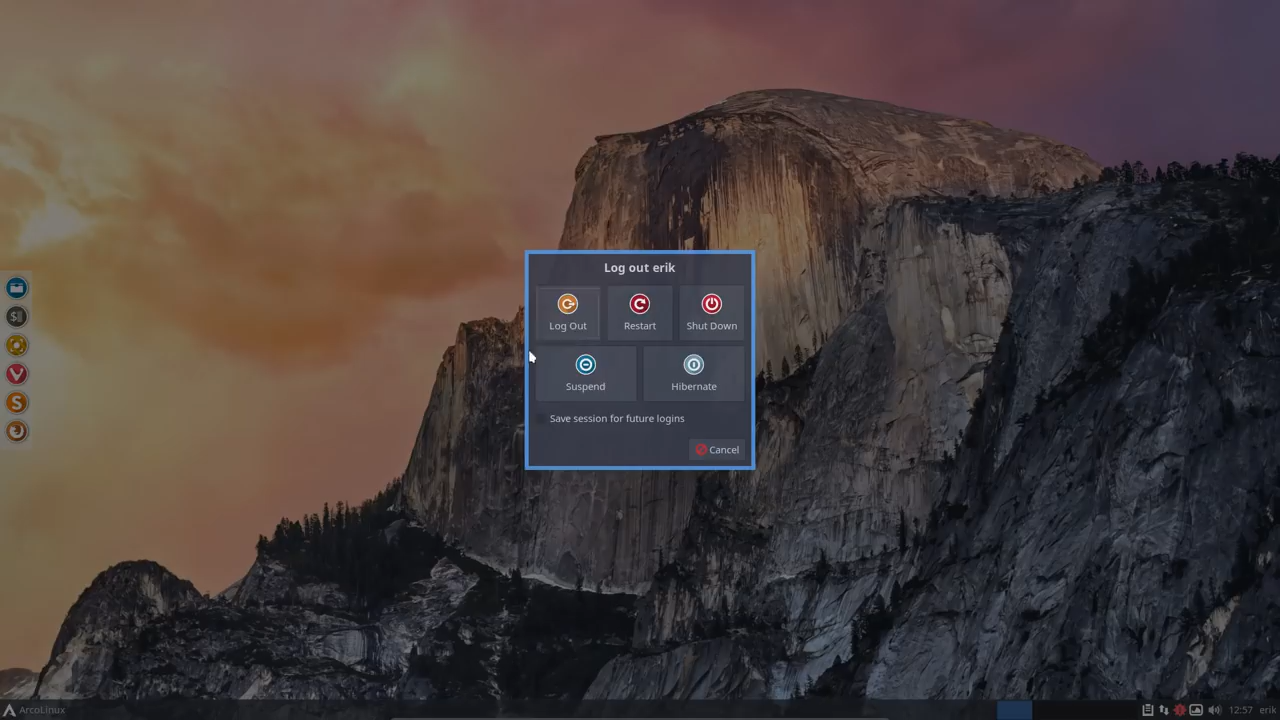 Log out erik
Log Out
Restart
Shut Down
Suspend
Hibernate
Save session for future logins
Cancel
ArcoLinux
12:57
erik